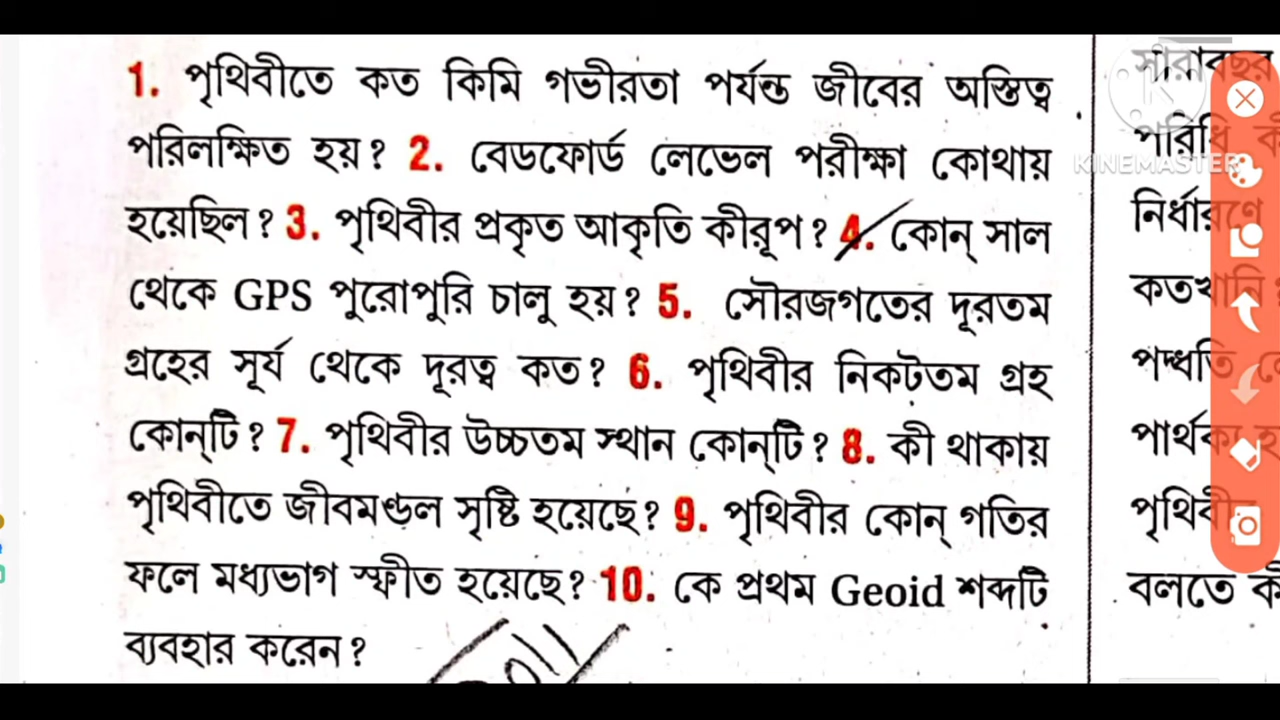 1. পৃথিবীতে কত কিমি গভীরতা পর্যন্ত জীবের অস্তিত্ব
পরিলক্ষিত হয়? 2. বেডফোর্ড লেভেল পরীক্ষা কোথায়
হয়েছিল? 3. পৃথিবীর প্রকৃত আকৃতি কীরূপ? 4. কোন্ সাল
থেকে GPS পুরোপুরি চালু হয়? 5. সৌরজগতের দূরতম
গ্রহের সূর্য থেকে দূরত্ব কত? 6. পৃথিবীর নিকটতম গ্রহ
কোন্‌টি? 7. পৃথিবীর উচ্চতম স্থান কোন্‌টি? 8. কী থাকায়
পৃথিবীতে জীবমণ্ডল সৃষ্টি হয়েছে? 9. পৃথিবীর কোন্ গতির
ফলে মধ্যভাগ স্ফীত হয়েছে? 10. কে প্রথম Geoid শব্দটি
ব্যবহার করেন?
সারাবছর
পরিধি
নির্ধারণে
কতখানি
পদ্ধতি
পার্থক্য
পৃথিবীর
বলতে
KINEMASTER